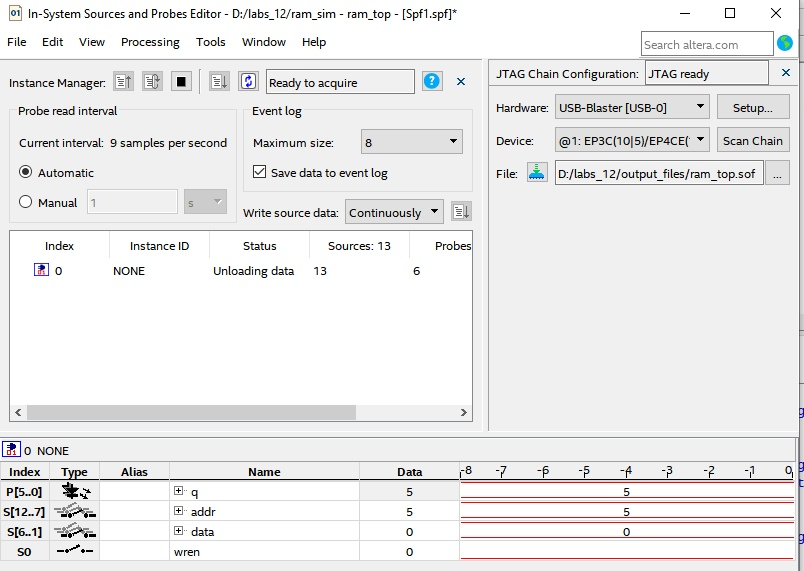 In-System Sources and Probes Editor - D:/labs_12/ram_sim - ram_top - [Spf1.spf]*
File Edit View Processing Tools Window Help
Search altera.com
Instance Manager: Ready to acquire
JTAG Chain Configuration: JTAG ready
Probe read interval
Current interval: 9 samples per second
Automatic
Manual 1 s
Event log
Maximum size: 8
Save data to event log
Write source data: Continuously
Hardware: USB-Blaster [USB-0] Setup...
Device: @1: EP3C(10|5)/EP4CE( Scan Chain
File: D:/labs_12/output_files/ram_top.sof ...
Index Instance ID Status Sources: 13 Probes
0 NONE Unloading data 13 6
0 NONE
Index Type Alias Name Data -8 -7 -6 -5 -4 -3 -2 -1 0
P[5..0] q 5 5
S[12..7] addr 5 5
S[6..1] data 0 0
S0 wren 0